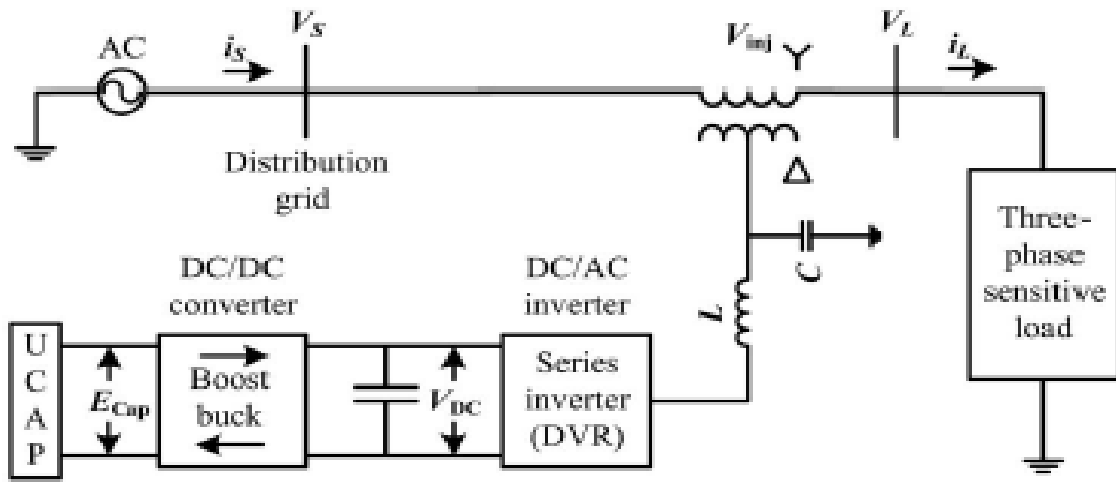 AC
i_S
V_S
V_inj
V_L
i_L
Distribution
grid
Three-
phase
sensitive
load
C
L
DC/DC
converter
DC/AC
inverter
U
C
A
P
E_Cap
Boost
buck
V_DC
Series
inverter
(DVR)